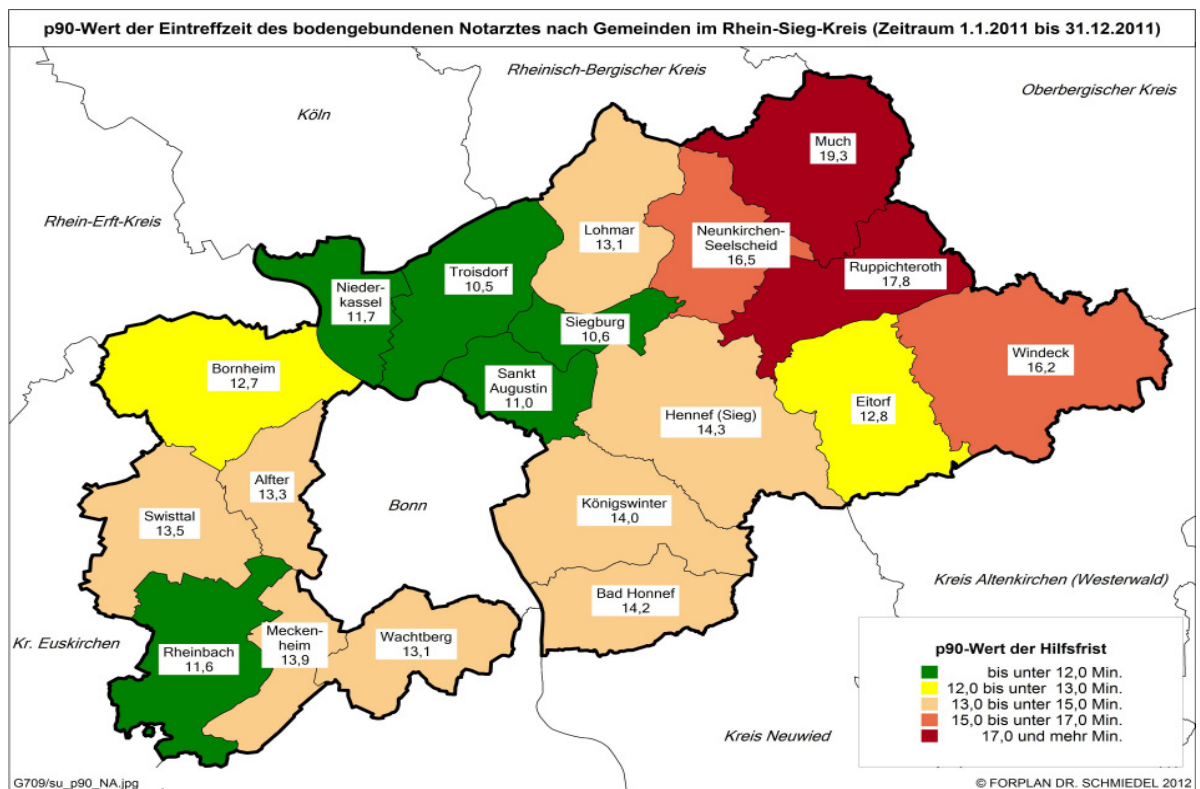 p90-Wert der Eintreffzeit des bodengebundenen Notarztes nach Gemeinden im Rhein-Sieg-Kreis (Zeitraum 1.1.2011 bis 31.12.2011)
Rheinisch-Bergischer Kreis
Oberbergischer Kreis
Köln
Much
19,3
Rhein-Erft-Kreis
Lohmar
13,1
Neunkirchen-
Seelscheid
16,5
Troisdorf
10,5
Ruppichteroth
17,8
Nieder-
kassel
11,7
Siegburg
10,6
Windeck
16,2
Bornheim
12,7
Sankt
Augustin
11,0
Eitorf
12,8
Hennef (Sieg)
14,3
Alfter
13,3
Bonn
Königswinter
14,0
Swisttal
13,5
Kreis Altenkirchen (Westerwald)
Bad Honnef
14,2
Kr. Euskirchen
Rheinbach
11,6
Mecken-
heim
13,9
Wachtberg
13,1
p90-Wert der Hilfsfrist
bis unter 12,0 Min.
12,0 bis unter 13,0 Min.
13,0 bis unter 15,0 Min.
15,0 bis unter 17,0 Min.
17,0 und mehr Min.
Kreis Neuwied
G709/su_p90_NA.jpg
© FORPLAN DR. SCHMIEDEL 2012